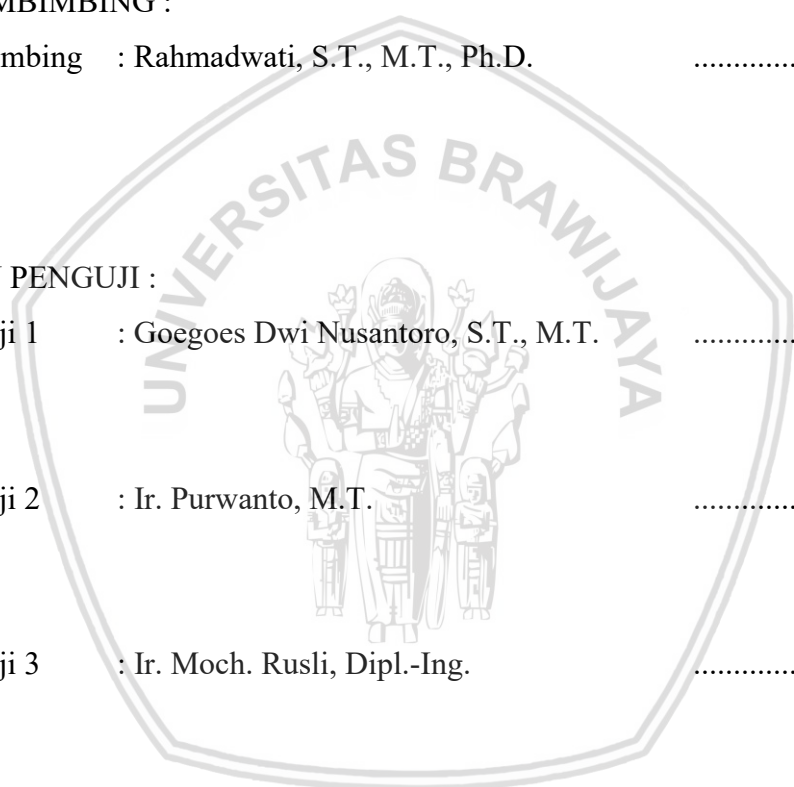 MBIMBING :
mbing : Rahmadwati, S.T., M.T., Ph.D. .............
UNIVERSITAS BRAWIJAYA
PENGUJI :
ji 1 : Goegoes Dwi Nusantoro, S.T., M.T. .............
ji 2 : Ir. Purwanto, M.T. .............
ji 3 : Ir. Moch. Rusli, Dipl.-Ing. .............